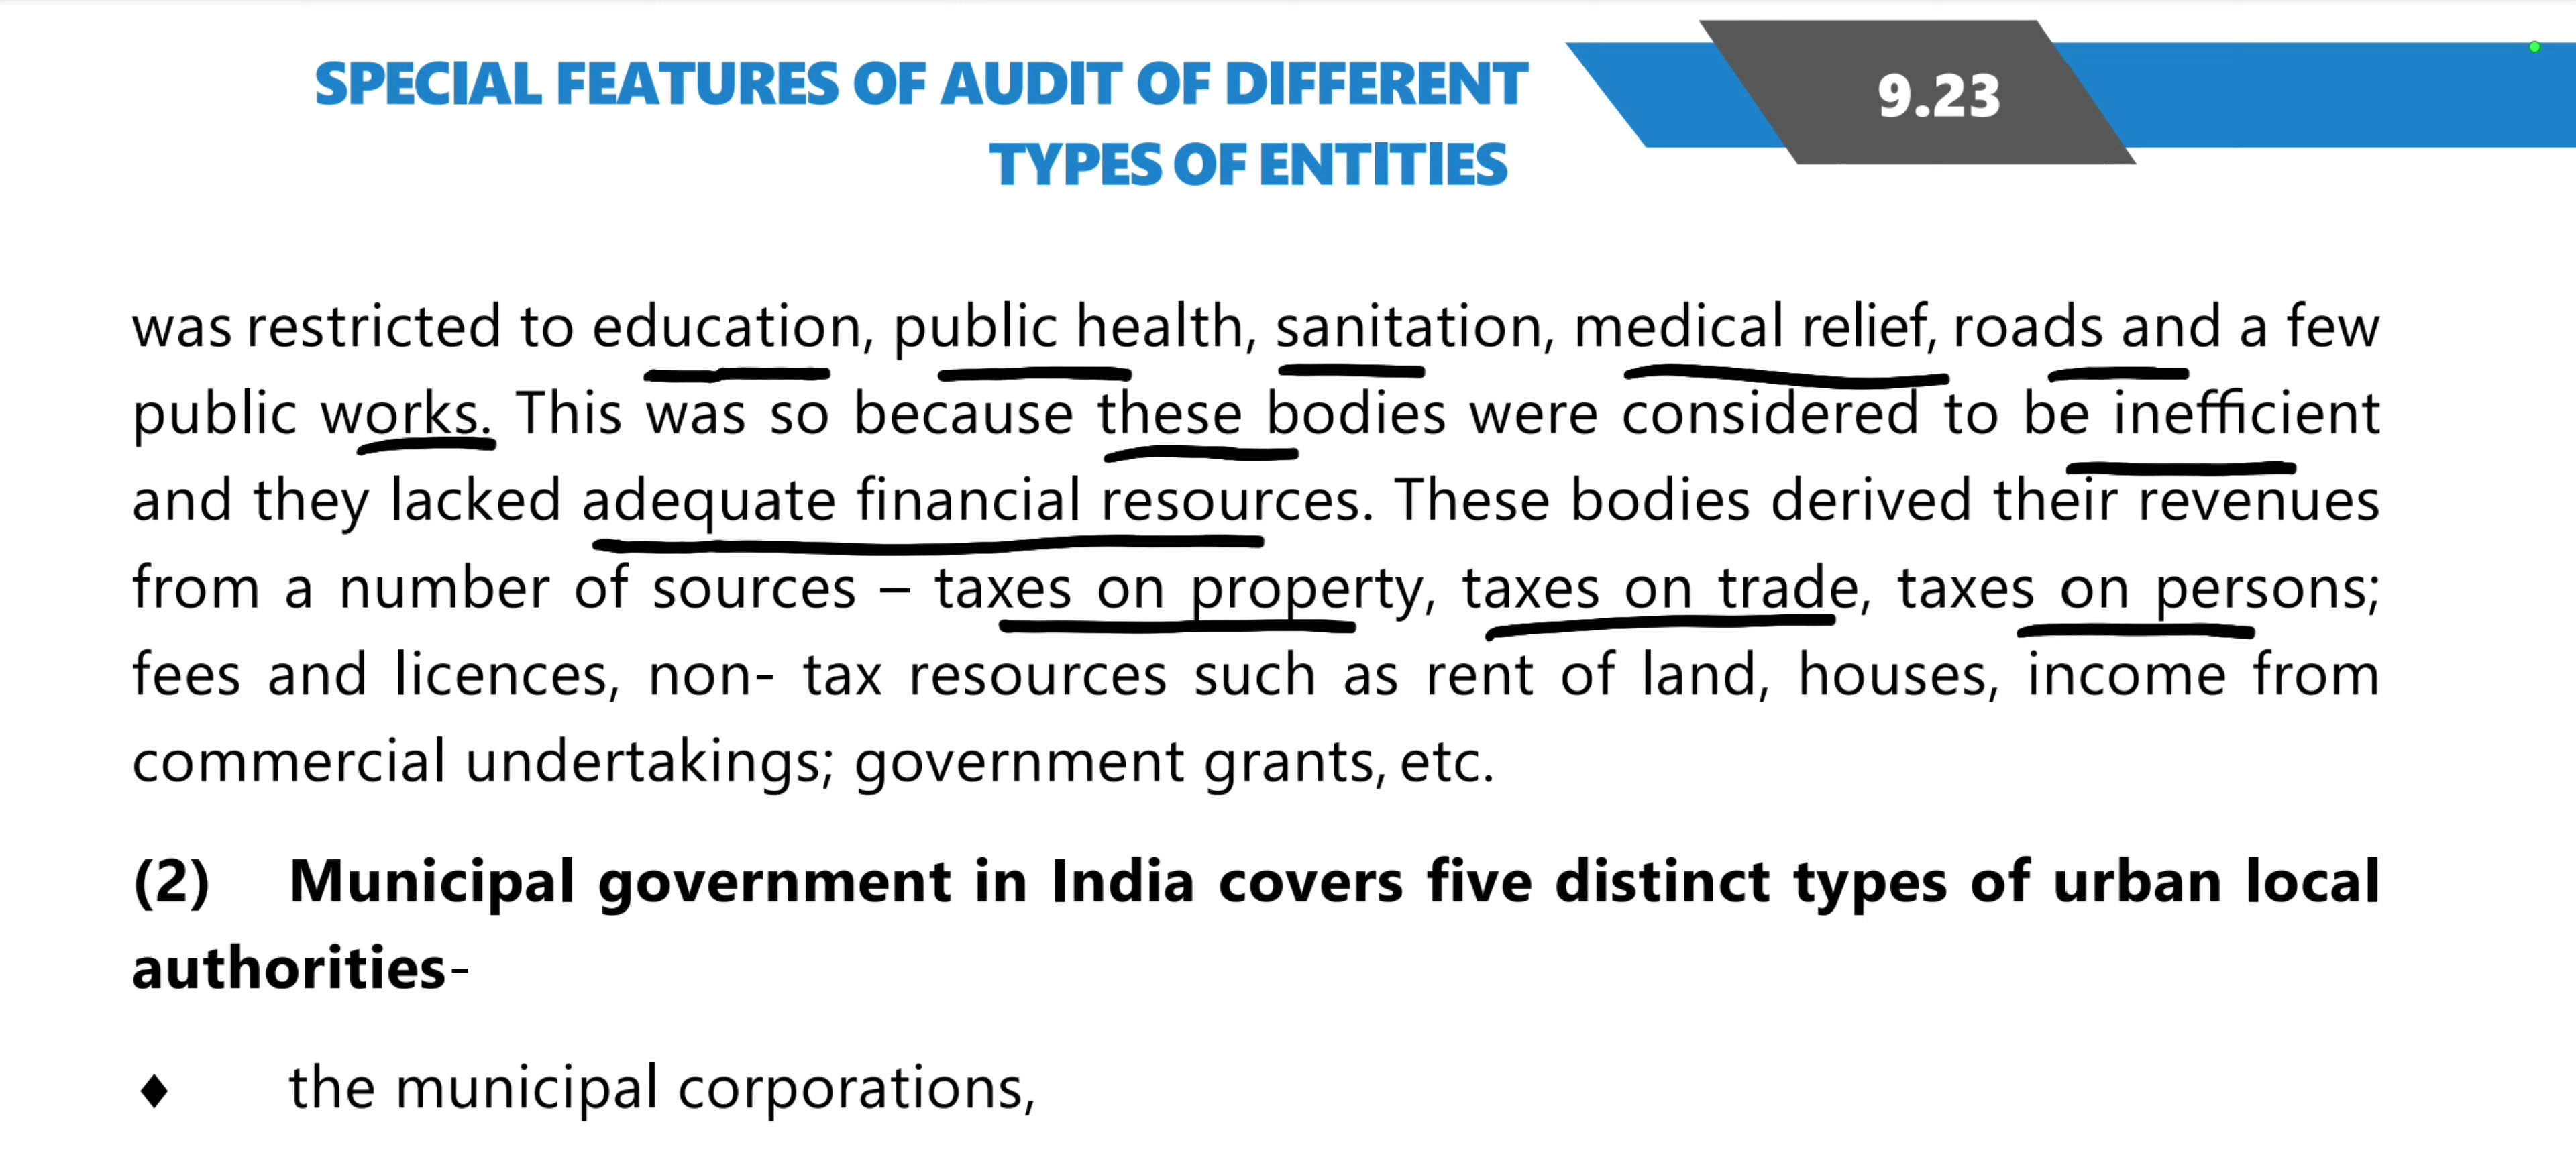 SPECIAL FEATURES OF AUDIT OF DIFFERENT
TYPES OF ENTITIES
9.23
was restricted to education, public health, sanitation, medical relief, roads and a few
public works. This was so because these bodies were considered to be inefficient
and they lacked adequate financial resources. These bodies derived their revenues
from a number of sources – taxes on property, taxes on trade, taxes on persons;
fees and licences, non- tax resources such as rent of land, houses, income from
commercial undertakings; government grants, etc.
(2) Municipal government in India covers five distinct types of urban local
authorities-
♦ the municipal corporations,